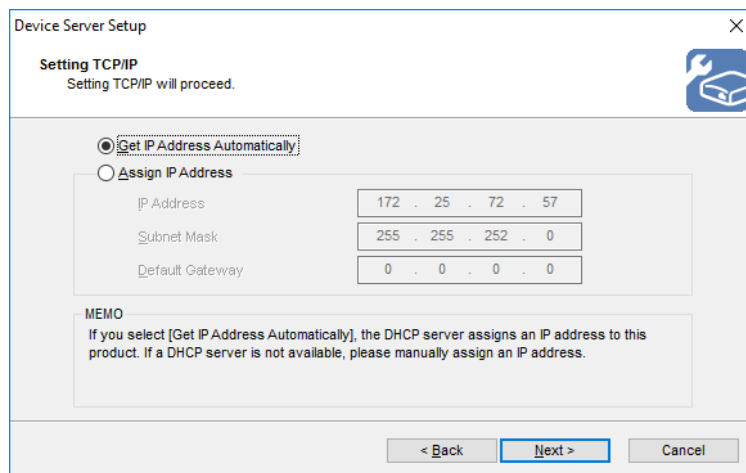 Device Server Setup
Setting TCP/IP
Setting TCP/IP will proceed.
Get IP Address Automatically
Assign IP Address
IP Address 172 . 25 . 72 . 57
Subnet Mask 255 . 255 . 252 . 0
Default Gateway 0 . 0 . 0 . 0
MEMO
If you select [Get IP Address Automatically], the DHCP server assigns an IP address to this
product. If a DHCP server is not available, please manually assign an IP address.
< Back Next > Cancel